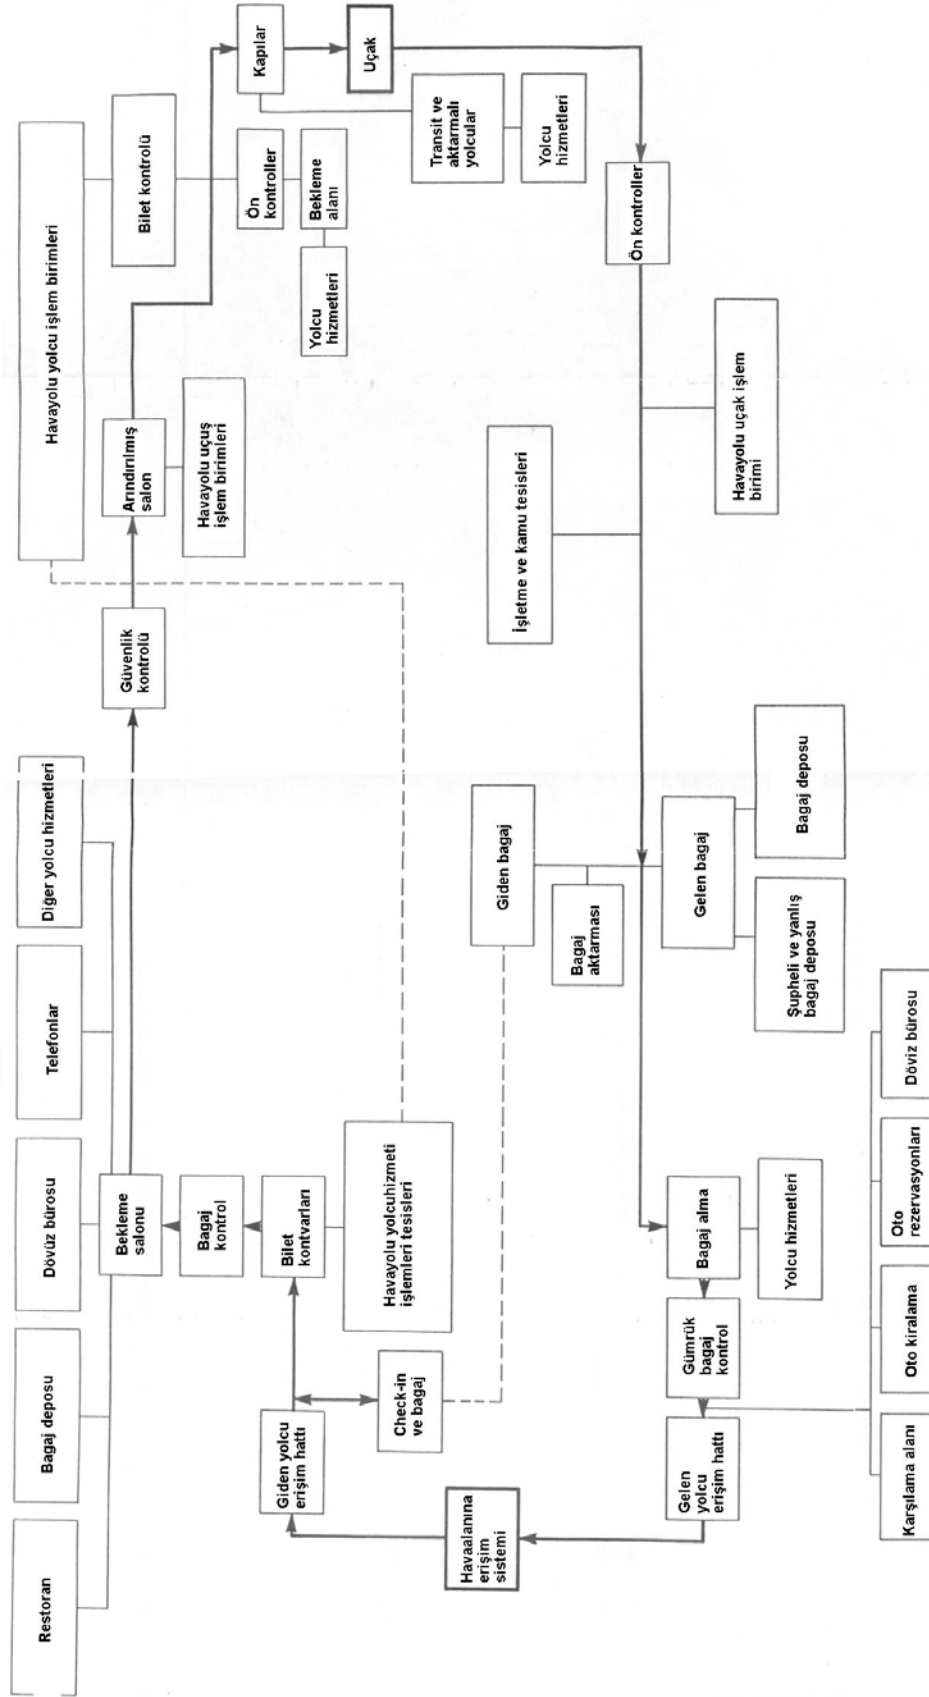 Restoran
Bagaj deposu
Dövüz bürosu
Telefonlar
Diğer yolcu hizmetleri
Havayolu yolcu işlem birimleri
Bekleme
salonu
Güvenlik
kontrolü
Arındırılmış
salon
Bilet kontrolü
Bagaj
kontrol
Havayolu uçuş
işlem birimleri
Ön
kontroller
Kapılar
Giden yolcu
erişim hattı
Bilet
kontvarları
Yolcu
hizmetleri
Bekleme
alanı
Uçak
Check-in
ve bagaj
Havayolu yolcuhizmeti
işlemleri tesisleri
Transit ve
aktarmalı
yolcular
Havaalanına
erişim
sistemi
Giden bagaj
İşletme ve kamu tesisleri
Yolcu
hizmetleri
Bagaj
aktarması
Ön kontroller
Gelen
yolcu
erişim hattı
Gümrük
bagaj
kontrol
Bagaj alma
Gelen bagaj
Havayolu uçak işlem
birimi
Yolcu hizmetleri
Şupheli ve yanlış
bagaj deposu
Bagaj deposu
Karşılama alanı
Oto kiralama
Oto
rezervasyonları
Döviz bürosu